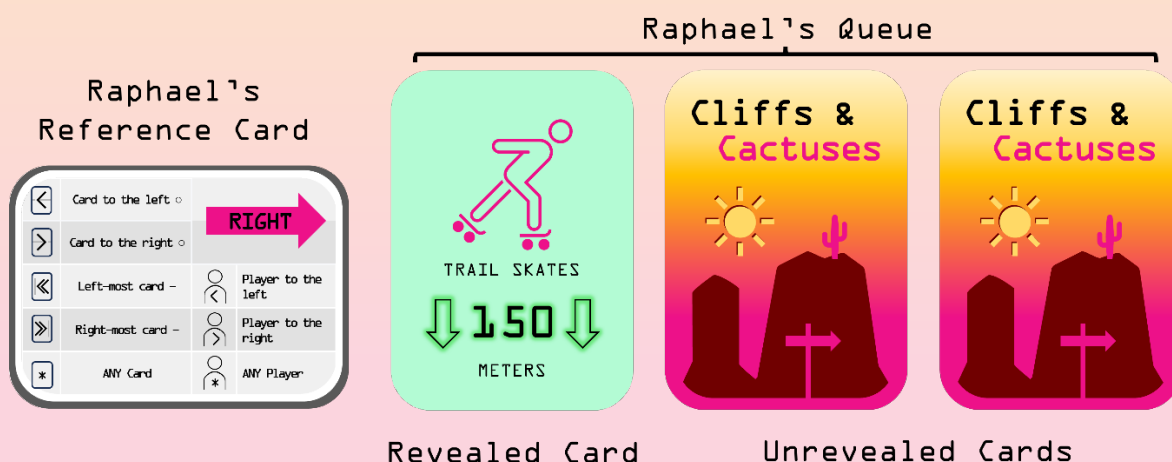 Raphael's Queue
Raphael's
Reference Card
Card to the left ○
RIGHT
Card to the right ○
Left-most card –
Player to the
left
Right-most card –
Player to the
right
* ANY Card
* ANY Player
TRAIL SKATES
150
METERS
Cliffs &
Cactuses
Cliffs &
Cactuses
Revealed Card
Unrevealed Cards